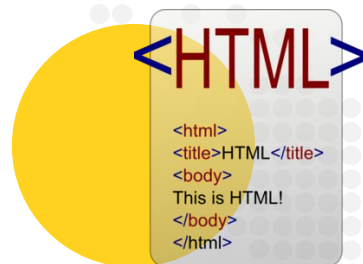 <HTML>
<html>
<title>HTML</title>
<body>
This is HTML!
</body>
</html>